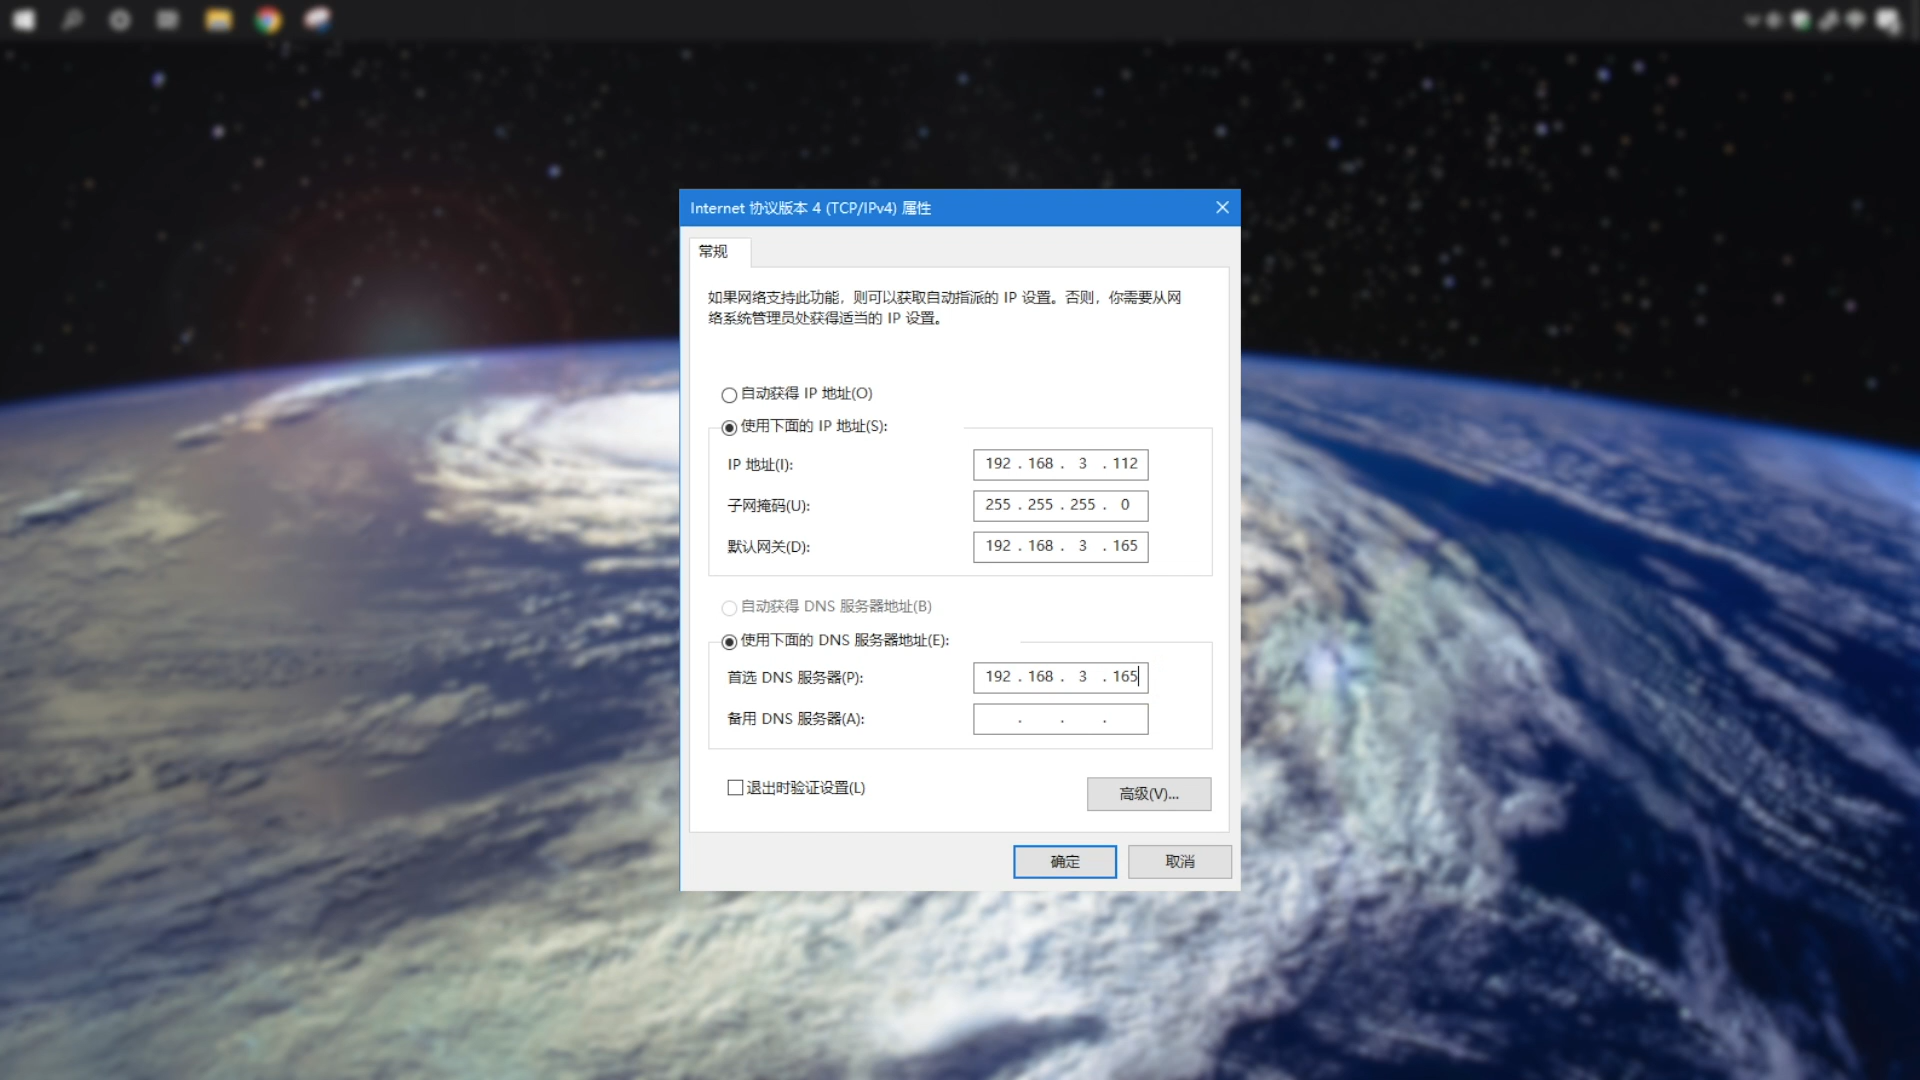 Internet 协议版本 4 (TCP/IPv4) 属性
常规
如果网络支持此功能，则可以获取自动指派的 IP 设置。否则，你需要从网
络系统管理员处获得适当的 IP 设置。
自动获得 IP 地址(O)
使用下面的 IP 地址(S):
IP 地址(I): 192 . 168 . 3 . 112
子网掩码(U): 255 . 255 . 255 . 0
默认网关(D): 192 . 168 . 3 . 165
自动获得 DNS 服务器地址(B)
使用下面的 DNS 服务器地址(E):
首选 DNS 服务器(P): 192 . 168 . 3 . 165
备用 DNS 服务器(A): . . .
退出时验证设置(L)
高级(V)...
确定 取消